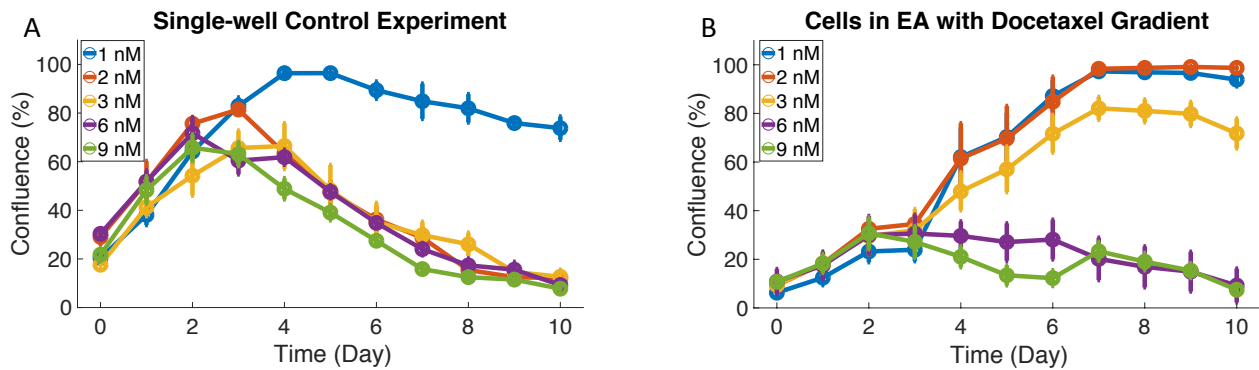 A
Single-well Control Experiment
1 nM
2 nM
3 nM
6 nM
9 nM
Confluence (%)
100
80
60
40
20
0
0 2 4 6 8 10
Time (Day)
B
Cells in EA with Docetaxel Gradient
1 nM
2 nM
3 nM
6 nM
9 nM
Confluence (%)
100
80
60
40
20
0
0 2 4 6 8 10
Time (Day)